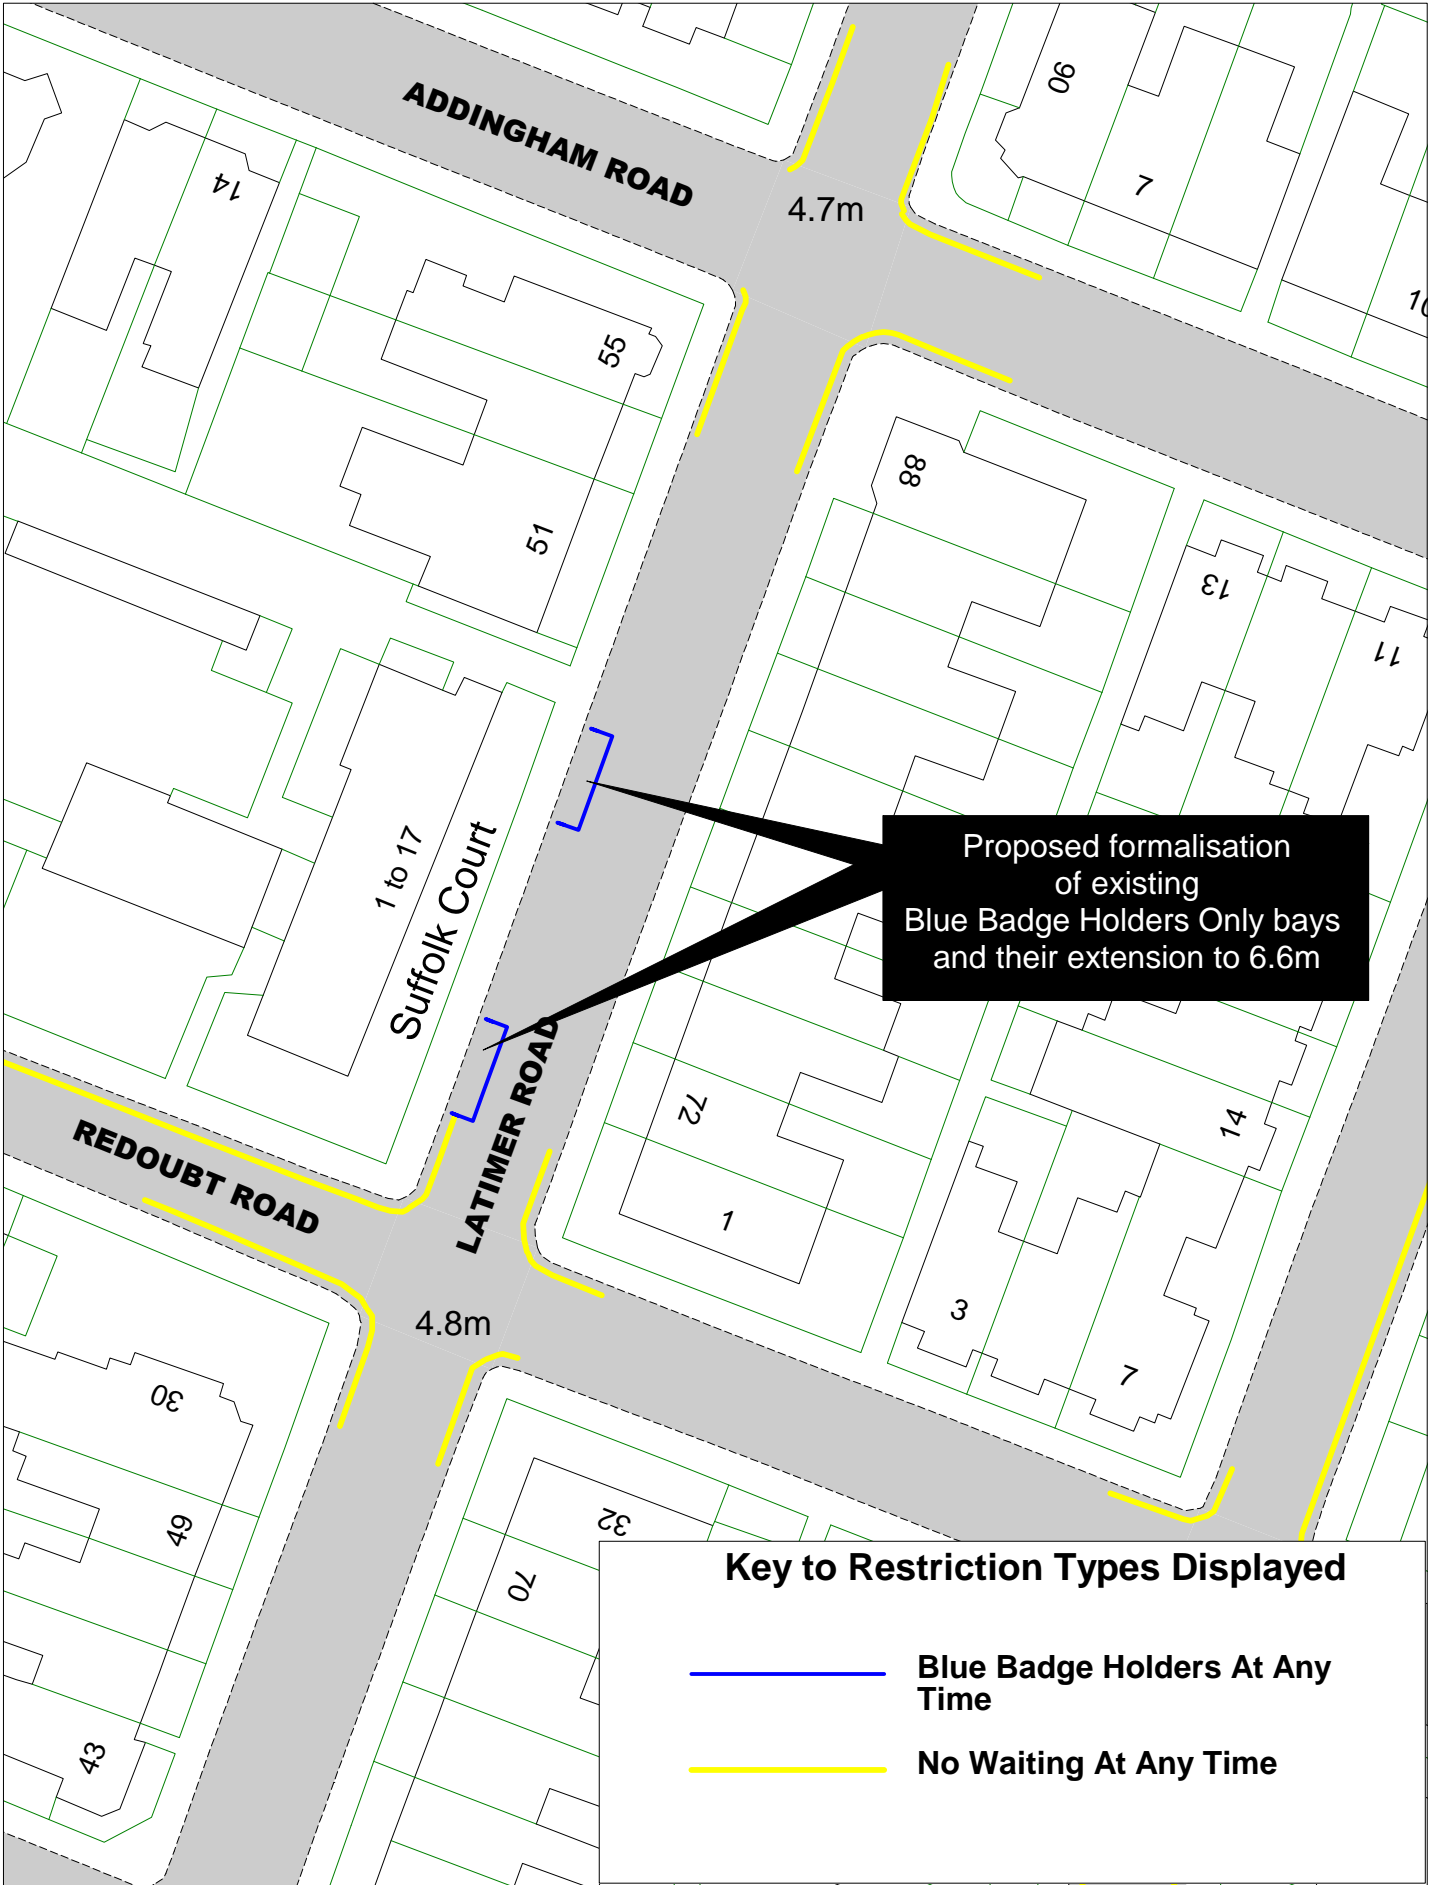 90
ADDINGHAM ROAD
14
7
4.7m
10
55
88
51
13
11
Proposed formalisation
of existing
Blue Badge Holders Only bays
and their extension to 6.6m
1 to 17
Suffolk Court
LATIMER ROAD
72
14
REDOUBT ROAD
1
3
4.8m
7
30
49
32
70
43
Key to Restriction Types Displayed
Blue Badge Holders At Any
Time
No Waiting At Any Time